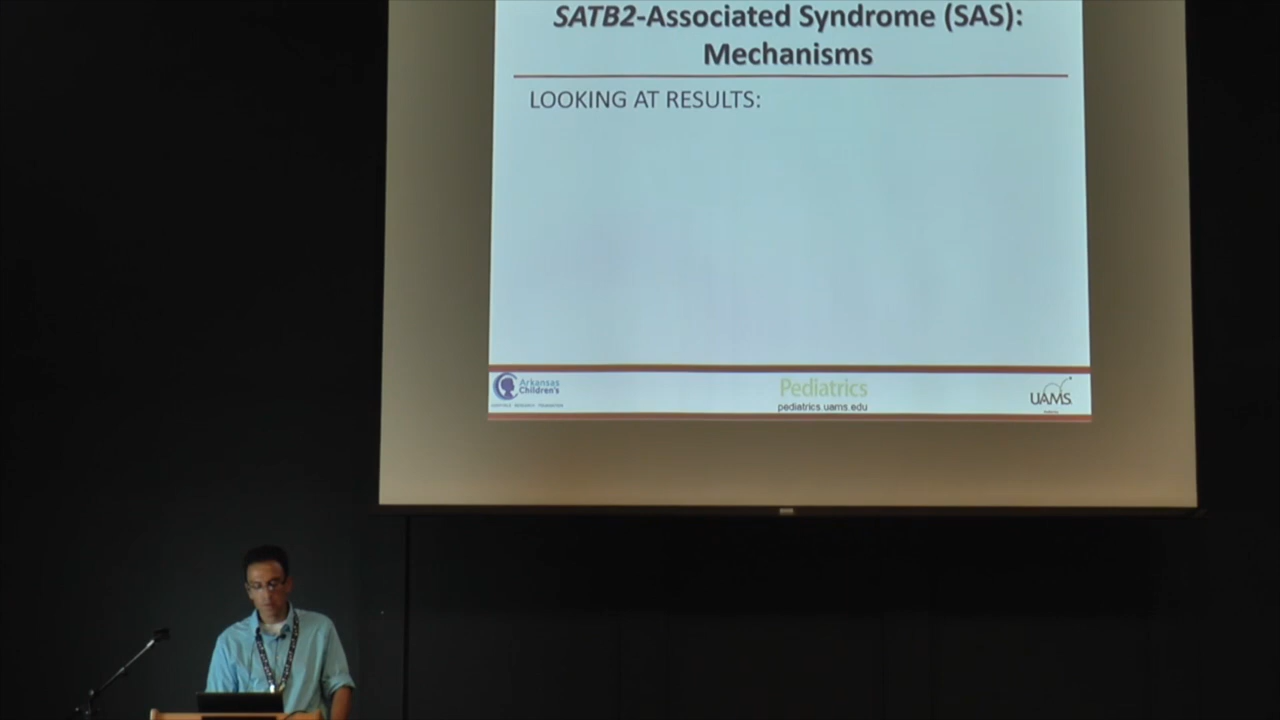 SATB2-Associated Syndrome (SAS):
Mechanisms
LOOKING AT RESULTS:
Arkansas
Children's
Pediatrics
pediatrics.uams.edu
UAMS